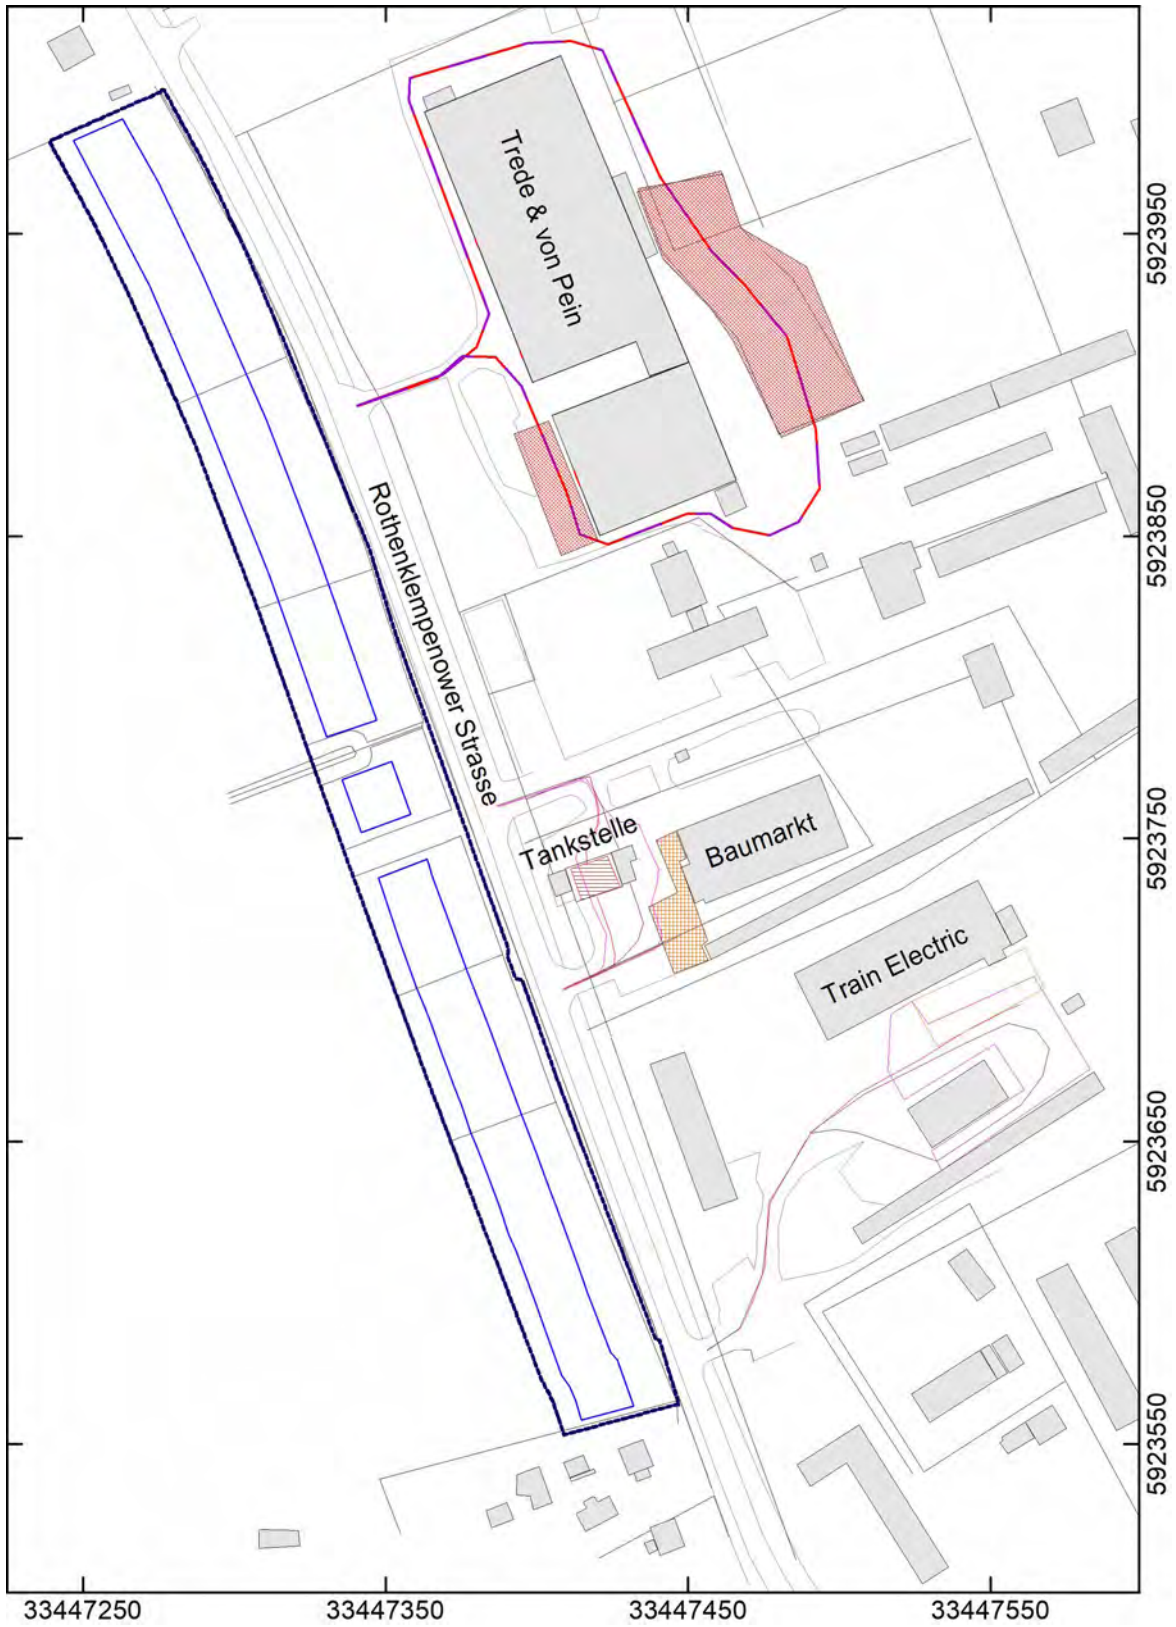 Trede & von Pein
5923950
5923850
Rothenklempenower Strasse
Tankstelle
Baumarkt
5923750
Train Electric
5923650
5923550
33447250
33447350
33447450
33447550